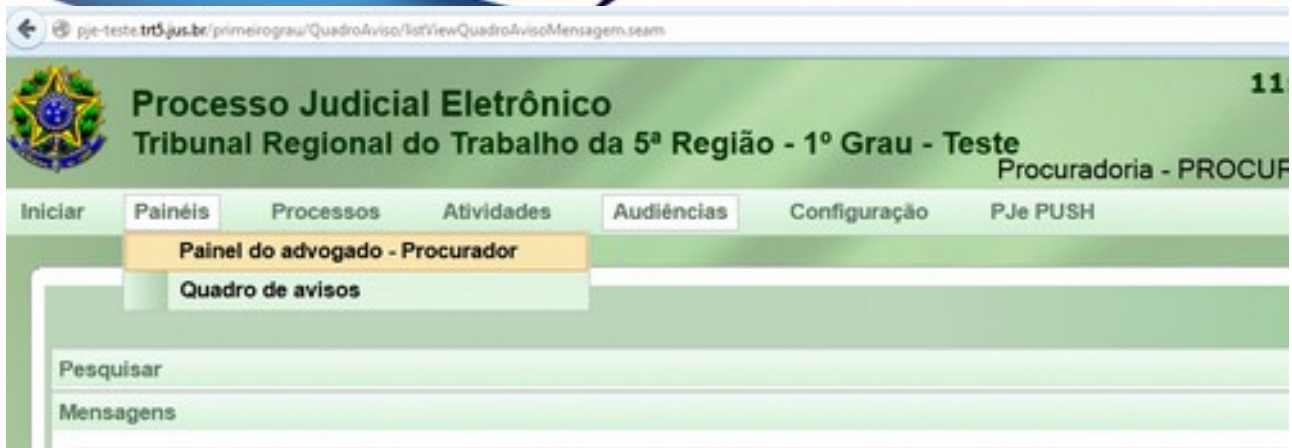 pje-teste.trt5.jus.br/primeirograu/QuadroAviso/listViewQuadroAvisoMensagem.seam
11:
Processo Judicial Eletrônico
Tribunal Regional do Trabalho da 5ª Região - 1º Grau - Teste
Procuradoria - PROCUR
Iniciar Painéis Processos Atividades Audiências Configuração PJe PUSH
Painel do advogado - Procurador
Quadro de avisos
Pesquisar
Mensagens